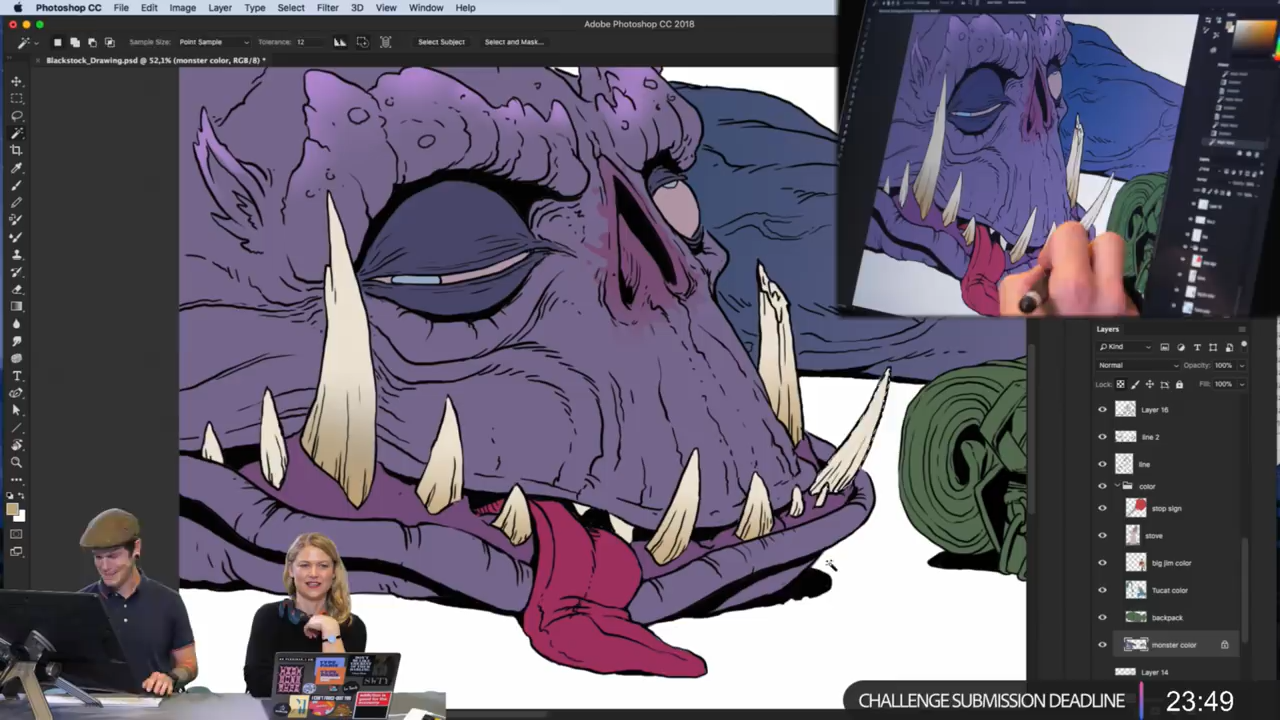 Photoshop CC File Edit Image Layer Type Select Filter 3D View Window Help
Adobe Photoshop CC 2018
Sample Size: Point Sample Tolerance: 12 Select Subject Select and Mask...
Blackstock_Drawing.psd @ 52,1% (monster color, RGB/8) *
Layers
Kind
Normal Opacity: 100%
Lock: Fill: 100%
Layer 16
line 2
line
color
stop sign
stove
big jim color
Tucat color
backpack
monster color
Layer 14
CHALLENGE SUBMISSION DEADLINE 23:49